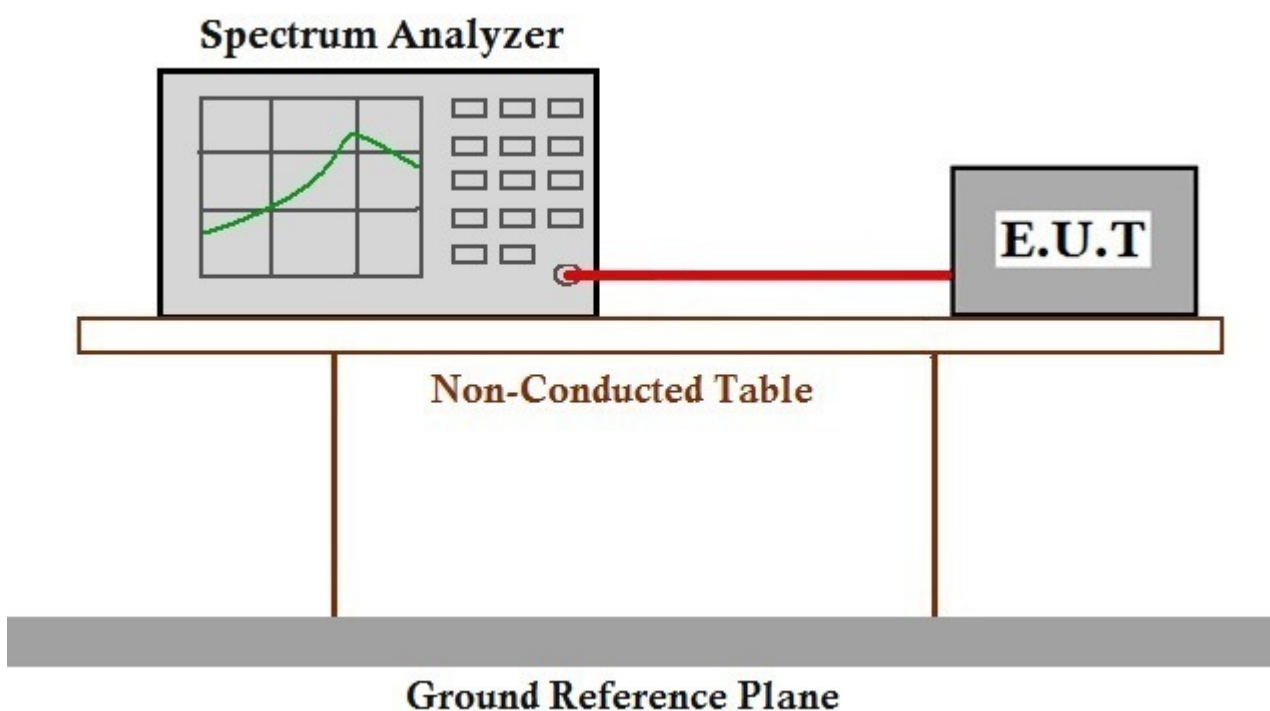 Spectrum Analyzer
E.U.T
Non-Conducted Table
Ground Reference Plane